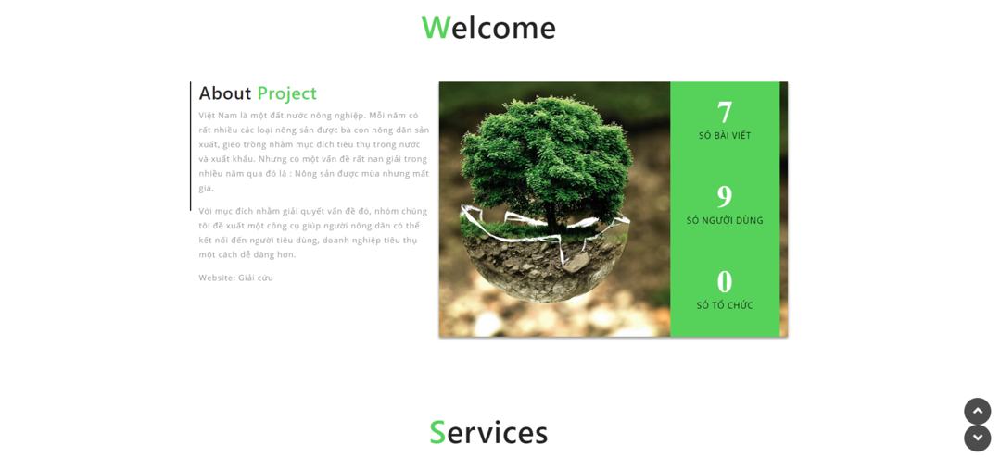 Welcome
About Project
Việt Nam là một đất nước nông nghiệp. Mỗi năm có
rất nhiều các loại nông sản được bà con nông dân sản
xuất, gieo trồng nhằm mục đích tiêu thụ trong nước
và xuất khẩu. Nhưng có một vấn đề rất nan giải trong
nhiều năm qua đó là : Nông sản được mùa nhưng mất
giá.
Với mục đích nhằm giải quyết vấn đề đó, nhóm chúng
tôi đề xuất một công cụ giúp người nông dân có thể
kết nối đến người tiêu dùng, doanh nghiệp tiêu thụ
một cách dễ dàng hơn.
Website: Giải cứu
7
SỐ BÀI VIẾT
9
SỐ NGƯỜI DÙNG
0
SỐ TỔ CHỨC
Services